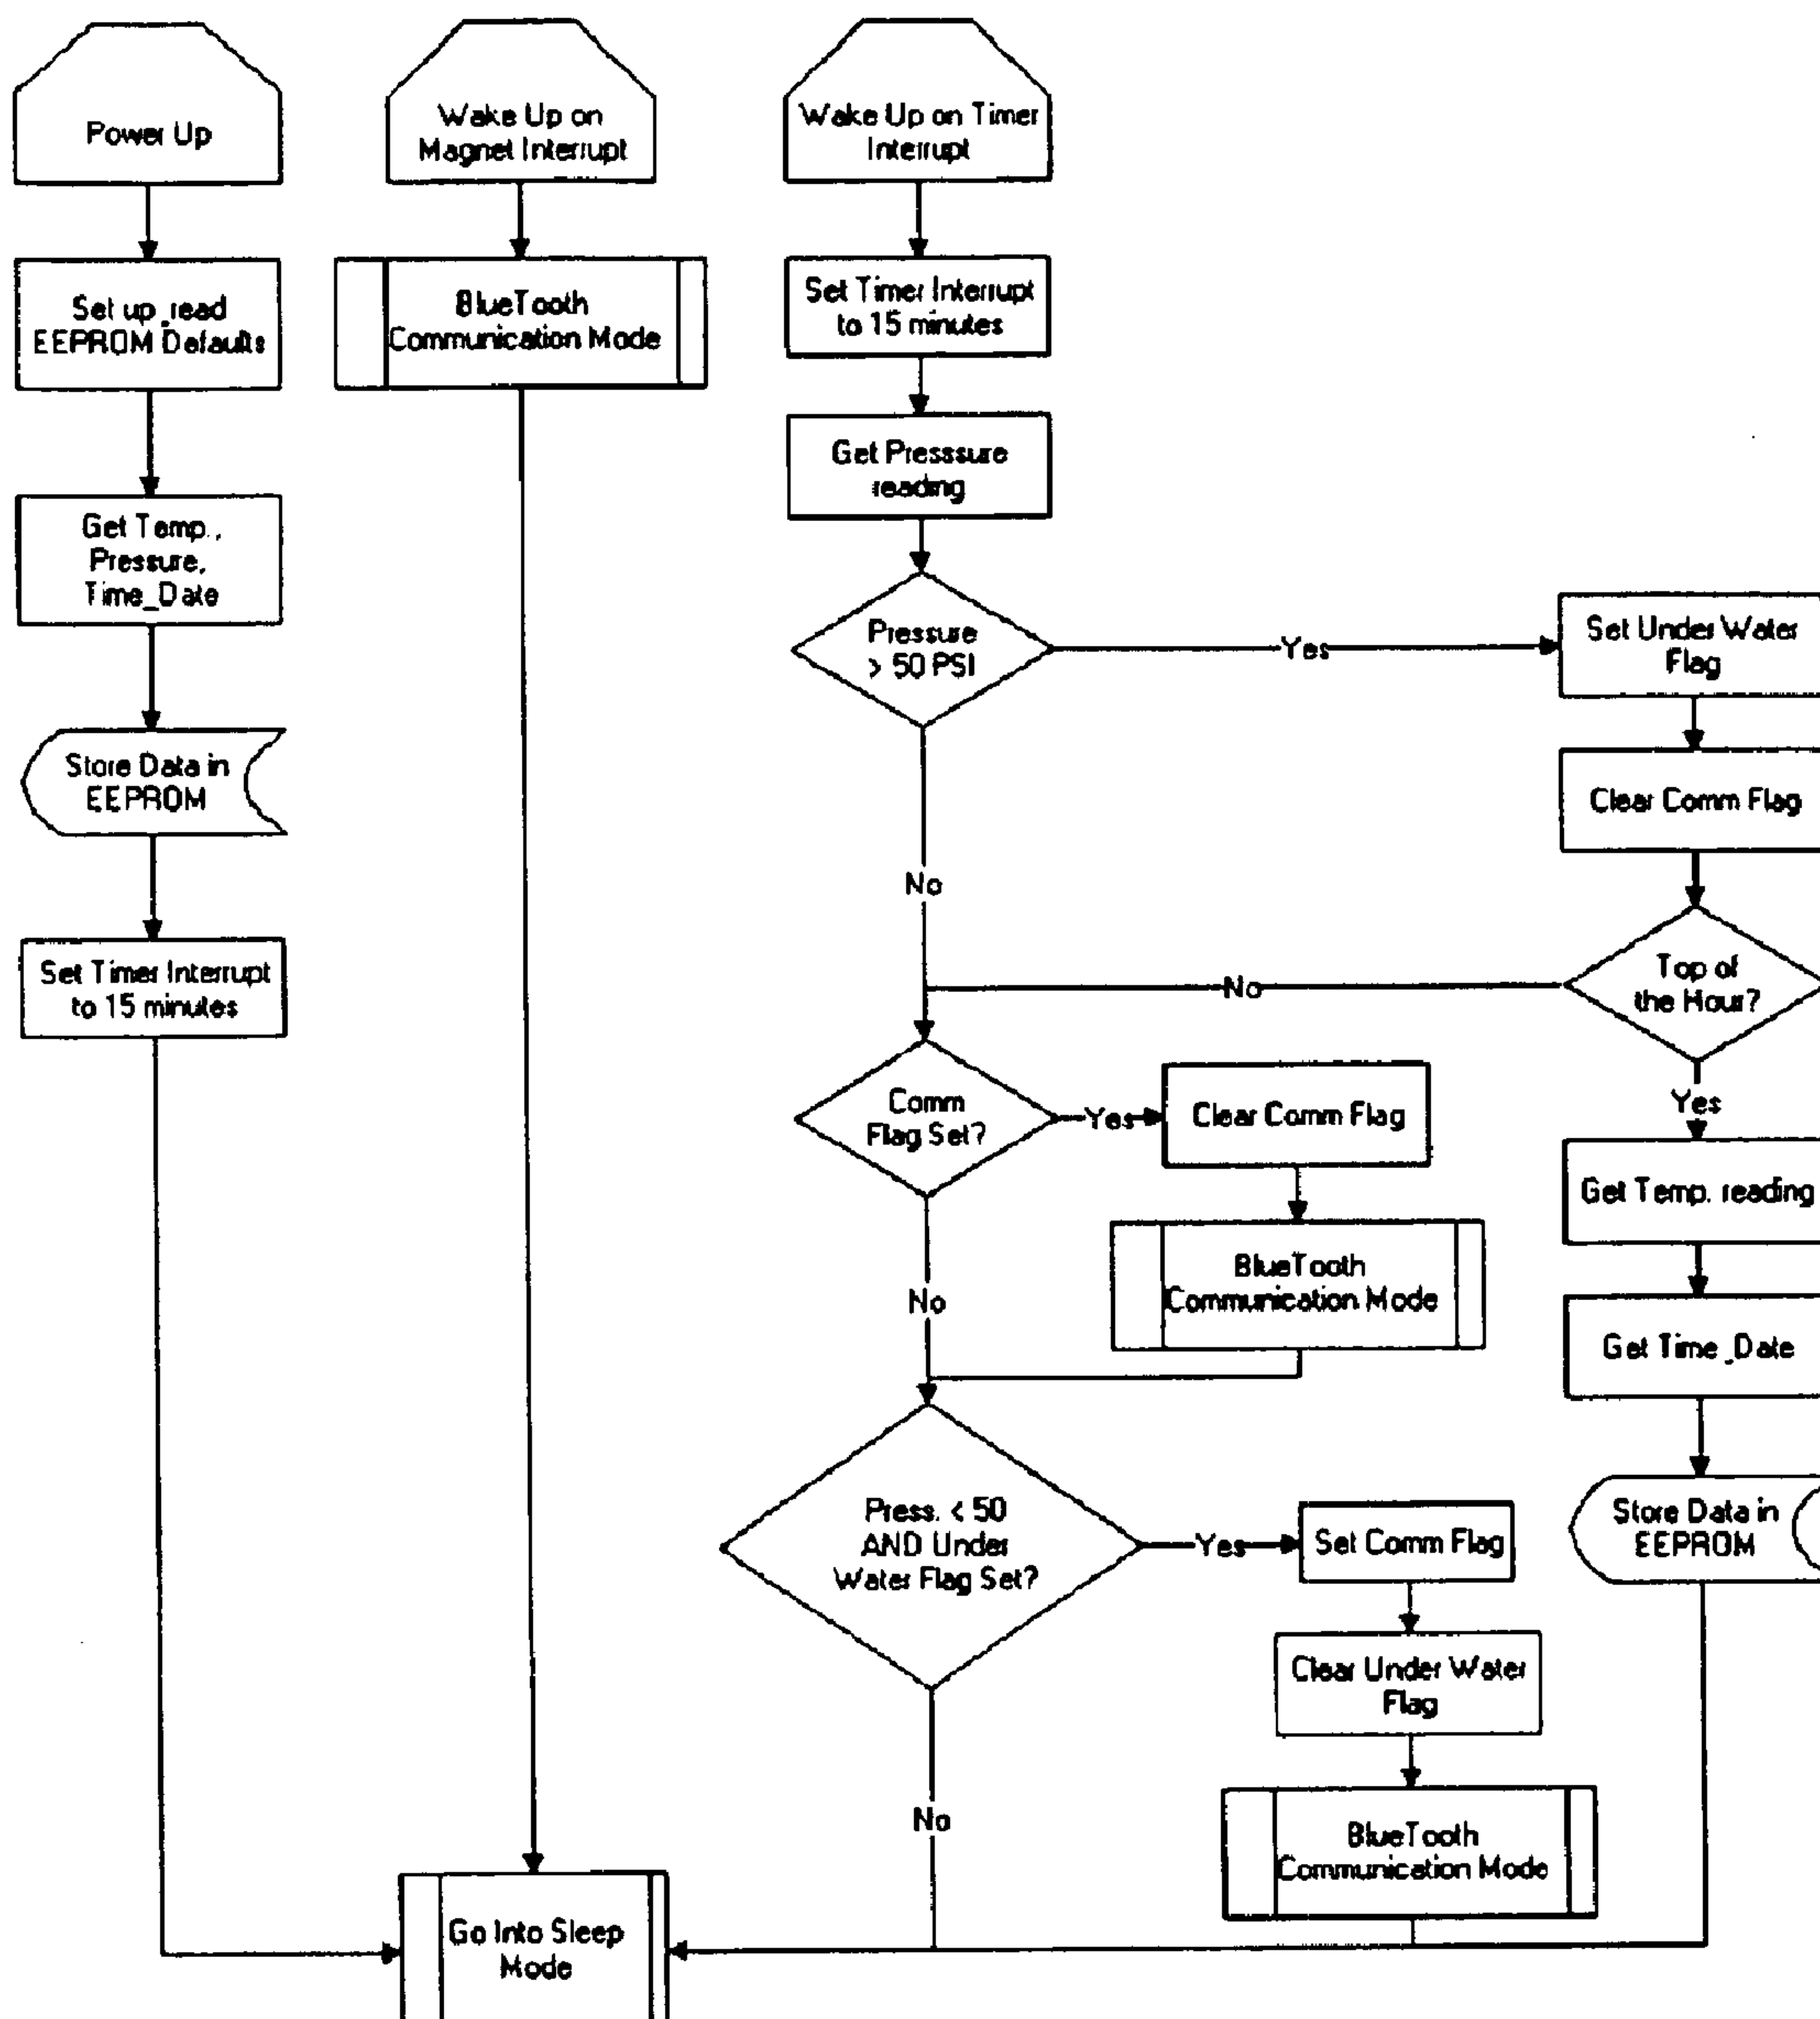 Power Up
Wake Up on
Magnet Interrupt
Wake Up on Timer
Interrupt
Set up_read
EEPROM Defaults
BlueTooth
Communication Mode
Set Timer Interrupt
to 15 minutes
Get Presssure
reading
Get Temp.,
Pressure,
Time_Date
Pressure
> 50 PSI
Yes
Set Under Water
Flag
Store Data in
EEPROM
Clear Comm Flag
No
Set Timer Interrupt
to 15 minutes
No
Top of
the Hour?
Comm
Flag Set?
Yes
Clear Comm Flag
Yes
Get Temp. reading
No
BlueTooth
Communication Mode
Get Time_Date
Press. < 50
AND Under
Water Flag Set?
Yes
Set Comm Flag
Store Data in
EEPROM
Clear Under Water
Flag
No
BlueTooth
Communication Mode
Go Into Sleep
Mode